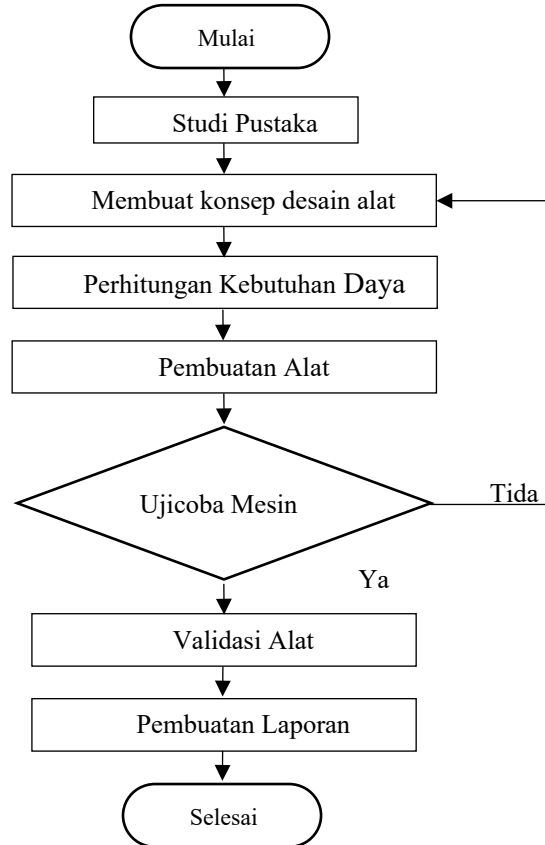 Mulai
Studi Pustaka
Membuat konsep desain alat
Perhitungan Kebutuhan Daya
Pembuatan Alat
Ujicoba Mesin
Tida
Ya
Validasi Alat
Pembuatan Laporan
Selesai